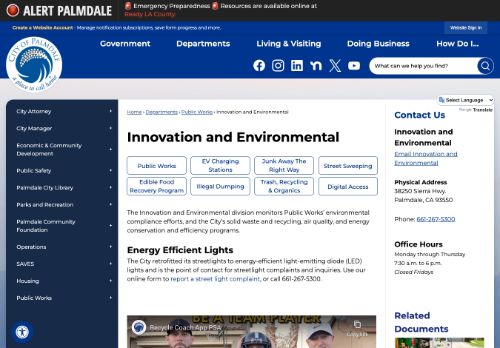 ALERT PALMDALE
🚨 Emergency Preparedness 🚨 Resources are available online at
Ready LA County.
Create a Website Account - Manage notification subscriptions, save form progress and more.
Website Sign In
CITY OF PALMDALE
a place to call home
Government
Departments
Living & Visiting
Doing Business
How Do I...
What can we help you find?
Select Language
Google Translate
City Attorney
City Manager
Economic & Community
Development
Public Safety
Palmdale City Library
Parks and Recreation
Palmdale Community
Foundation
Operations
SAVES
Housing
Public Works
Home › Departments › Public Works › Innovation and Environmental
Innovation and Environmental
Public Works
EV Charging
Stations
Junk Away The
Right Way
Street Sweeping
Edible Food
Recovery Program
Illegal Dumping
Trash, Recycling
& Organics
Digital Access
The Innovation and Environmental division monitors Public Works' environmental
compliance efforts, and the City's solid waste and recycling, air quality, and energy
conservation and efficiency programs.
Energy Efficient Lights
The City retrofitted its streetlights to energy-efficient light-emitting diode (LED)
lights and is the point of contact for streetlight complaints and inquiries. Use our
online form to report a street light complaint, or call 661-267-5300.
BE A TEAM PLAYER
Recycle Coach App PSA
Copy link
Contact Us
Innovation and
Environmental
Email Innovation and
Environmental
Physical Address
38250 Sierra Hwy.
Palmdale, CA 93550
Phone: 661-267-5300
Office Hours
Monday through Thursday
7:30 a.m. to 6 p.m.
Closed Fridays
Related
Documents